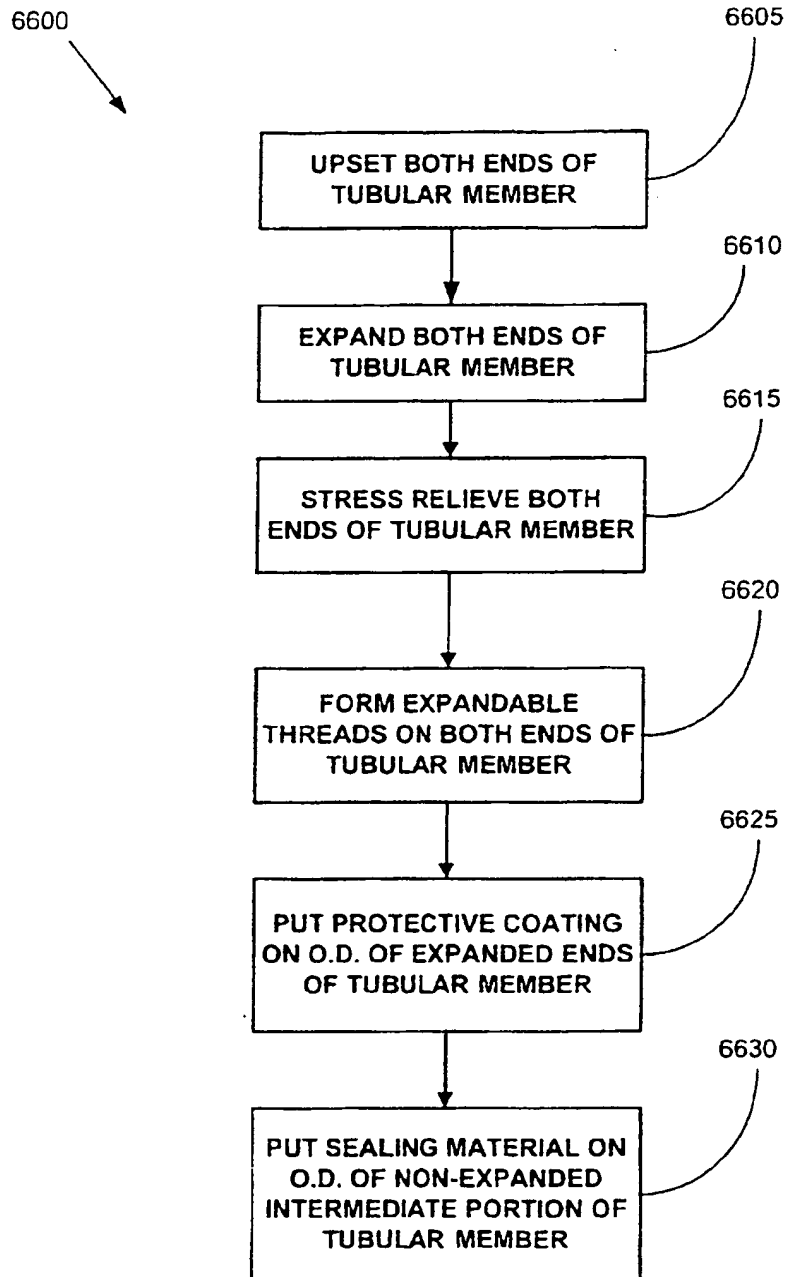 6600
6605
UPSET BOTH ENDS OF
TUBULAR MEMBER
6610
EXPAND BOTH ENDS OF
TUBULAR MEMBER
6615
STRESS RELIEVE BOTH
ENDS OF TUBULAR MEMBER
6620
FORM EXPANDABLE
THREADS ON BOTH ENDS OF
TUBULAR MEMBER
6625
PUT PROTECTIVE COATING
ON O.D. OF EXPANDED ENDS
OF TUBULAR MEMBER
6630
PUT SEALING MATERIAL ON
O.D. OF NON-EXPANDED
INTERMEDIATE PORTION OF
TUBULAR MEMBER